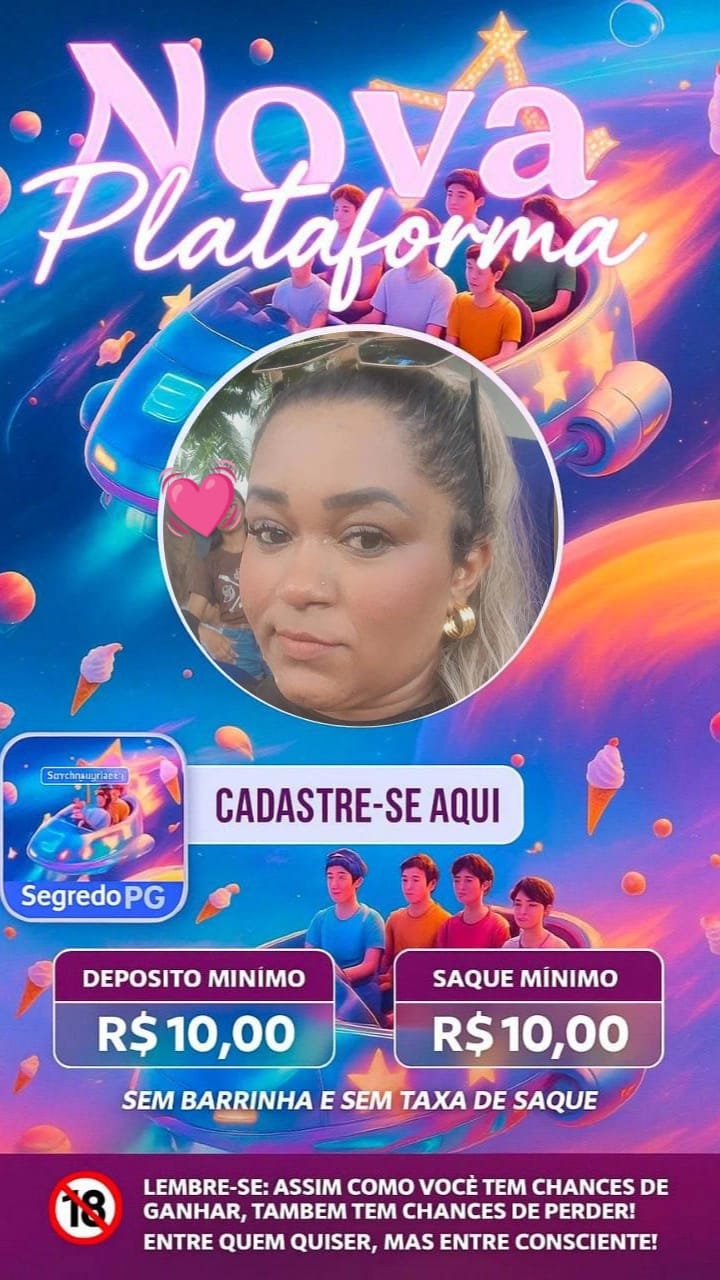 Nova
Plataforma
CADASTRE-SE AQUI
Segredo PG
DEPOSITO MINÍMO
SAQUE MÍNIMO
R$ 10,00
R$ 10,00
SEM BARRINHA E SEM TAXA DE SAQUE
18
LEMBRE-SE: ASSIM COMO VOCÊ TEM CHANCES DE
GANHAR, TAMBEM TEM CHANCES DE PERDER!
ENTRE QUEM QUISER, MAS ENTRE CONSCIENTE!